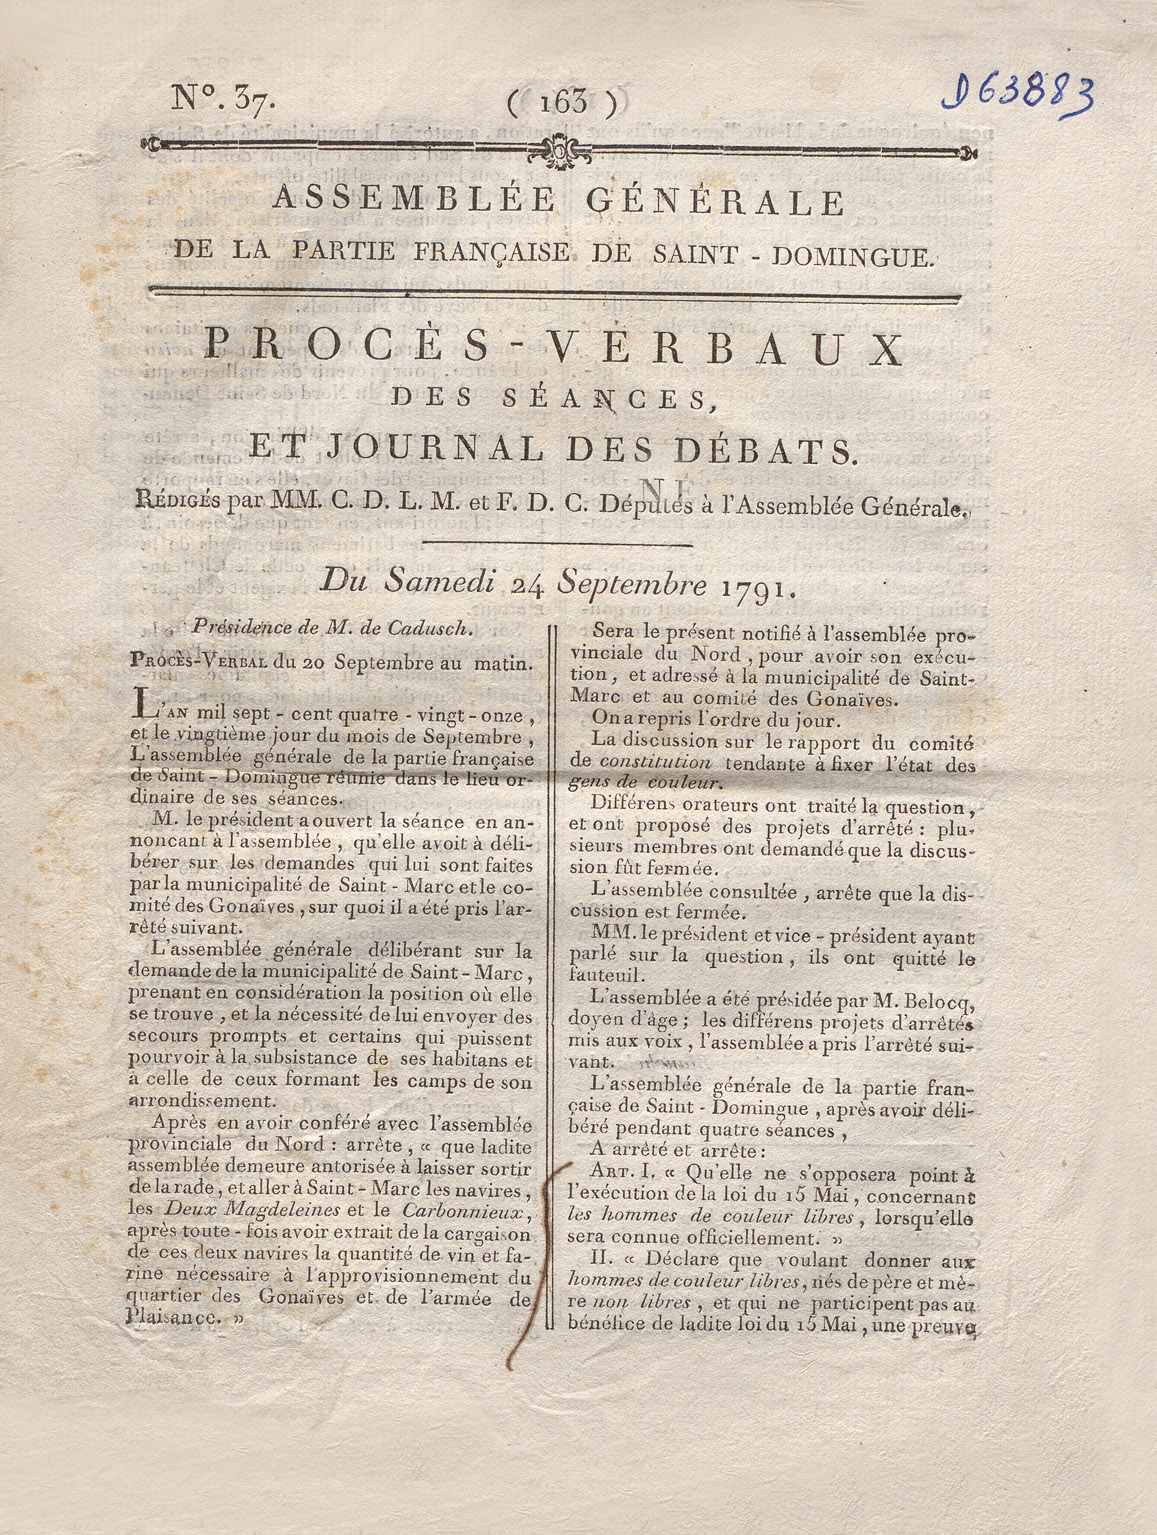 N°. 37.
( 163 )
D63883
ASSEMBLÉE GÉNÉRALE
DE LA PARTIE FRANÇAISE DE SAINT - DOMINGUE.
PROCÈS - VERBAUX
DES SÉANCES,
ET JOURNAL DES DÉBATS.
RÉDIGÉS par MM. C. D. L. M. et F. D. C. Députés à l'Assemblée Générale.
Du Samedi 24 Septembre 1791.
Présidence de M. de Cadusch.
PROCÈS-VERBAL du 20 Septembre au matin.
L'AN mil sept - cent quatre - vingt - onze ,
et le vingtième jour du mois de Septembre ,
L'assemblée générale de la partie française
de Saint - Domingue réunie dans le lieu or-
dinaire de ses séances.
M. le président a ouvert la séance en an-
noncant à l'assemblée , qu'elle avoit à déli-
bérer sur les demandes qui lui sont faites
par la municipalité de Saint - Marc et le co-
mité des Gonaïves , sur quoi il a été pris l'ar-
rêté suivant.
L'assemblée générale délibérant sur la
demande de la municipalité de Saint - Marc ,
prenant en considération la position où elle
se trouve , et la nécessité de lui envoyer des
secours prompts et certains qui puissent
pourvoir à la subsistance de ses habitans et
à celle de ceux formant les camps de son
arrondissement.
Après en avoir conféré avec l'assemblée
provinciale du Nord : arrête , « que ladite
assemblée demeure antorisée à laisser sortir
de la rade , et aller à Saint - Marc les navires ,
les Deux Magdeleines et le Carbonnieux ,
après toute - fois avoir extrait de la cargaison
de ces deux navires la quantité de vin et fa-
rine nécessaire à l'approvisionnement du
quartier des Gonaïves et de l'armée de
Plaisance. »
Sera le présent notifié à l'assemblée pro-
vinciale du Nord , pour avoir son exécu-
tion , et adressé à la municipalité de Saint-
Marc et au comité des Gonaïves.
On a repris l'ordre du jour.
La discussion sur le rapport du comité
de constitution tendante à fixer l'état des
gens de couleur.
Différens orateurs ont traité la question ,
et ont proposé des projets d'arrêté : plu-
sieurs membres ont demandé que la discus-
sion fût fermée.
L'assemblée consultée , arrête que la dis-
cussion est fermée.
MM. le président et vice - président ayant
parlé sur la question , ils ont quitté le
fauteuil.
L'assemblée a été présidée par M. Belocq,
doyen d'âge ; les différens projets d'arrêtés
mis aux voix , l'assemblée a pris l'arrêté sui-
vant.
L'assemblée générale de la partie fran-
çaise de Saint - Domingue , après avoir déli-
béré pendant quatre séances ,
A arrêté et arrête :
ART. I. « Qu'elle ne s'opposera point à
l'exécution de la loi du 15 Mai , concernant
les hommes de couleur libres , lorsqu'elle
sera connue officiellement. »
II. « Déclare que voulant donner aux
hommes de couleur libres , nés de père et mè-
re non libres , et qui ne participent pas au
bénéfice de ladite loi du 15 Mai , une preuve